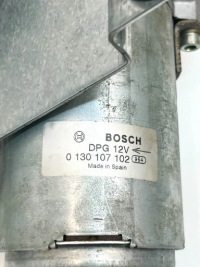 BOSCH
DPG 12V
0 130 107 102
Made in Spain